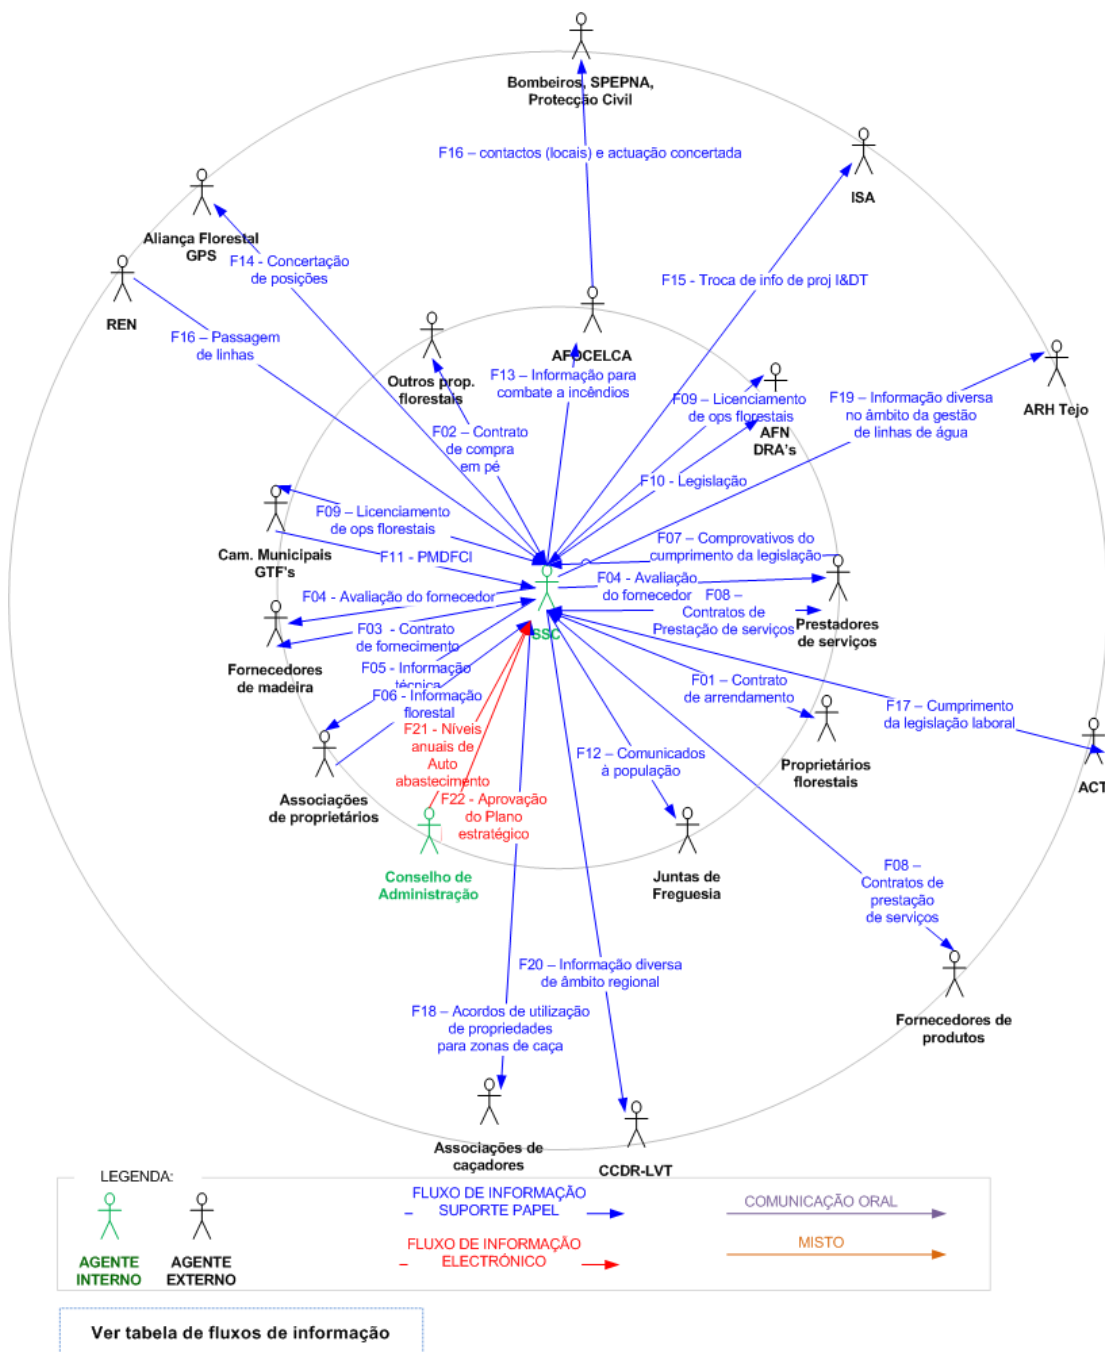 Bombeiros, SPEPNA,
Protecção Civil
F16 – contactos (locais) e actuação concertada
ISA
Aliança Florestal
GPS
F14 - Concertação
de posições
F15 - Troca de info de proj I&DT
REN
F16 – Passagem
de linhas
AFOCELCA
Outros prop.
florestais
F13 – Informação para
combate a incêndios
F09 – Licenciamento
de ops florestais
AFN
DRA's
F19 – Informação diversa
no âmbito da gestão
de linhas de água
ARH Tejo
F02 – Contrato
de compra
em pé
F10 - Legislação
F09 – Licenciamento
de ops florestais
Cam. Municipais
GTF's
F11 - PMDFCI
F07 – Comprovativos do
cumprimento da legislação
F04 - Avaliação do fornecedor
F04 - Avaliação
do fornecedor
F08 –
Contratos de
Prestação de serviços
Prestadores
de serviços
SSC
F03 - Contrato
de fornecimento
Fornecedores
de madeira
F05 - Informação
técnica
F06 - Informação
florestal
F01 – Contrato
de arrendamento
F17 – Cumprimento
da legislação laboral
F21 - Níveis
anuais de
Auto
abastecimento
F12 – Comunicados
à população
Proprietários
florestais
ACT
Associações
de proprietários
F22 - Aprovação
do Plano
estratégico
Conselho de
Administração
Juntas de
Freguesia
F08 –
Contratos de
prestação
de serviços
F20 – Informação diversa
de âmbito regional
F18 – Acordos de utilização
de propriedades
para zonas de caça
Fornecedores de
produtos
Associações de
caçadores
CCDR-LVT
LEGENDA:
AGENTE
INTERNO
AGENTE
EXTERNO
FLUXO DE INFORMAÇÃO
SUPORTE PAPEL
FLUXO DE INFORMAÇÃO
ELECTRÓNICO
COMUNICAÇÃO ORAL
MISTO
Ver tabela de fluxos de informação